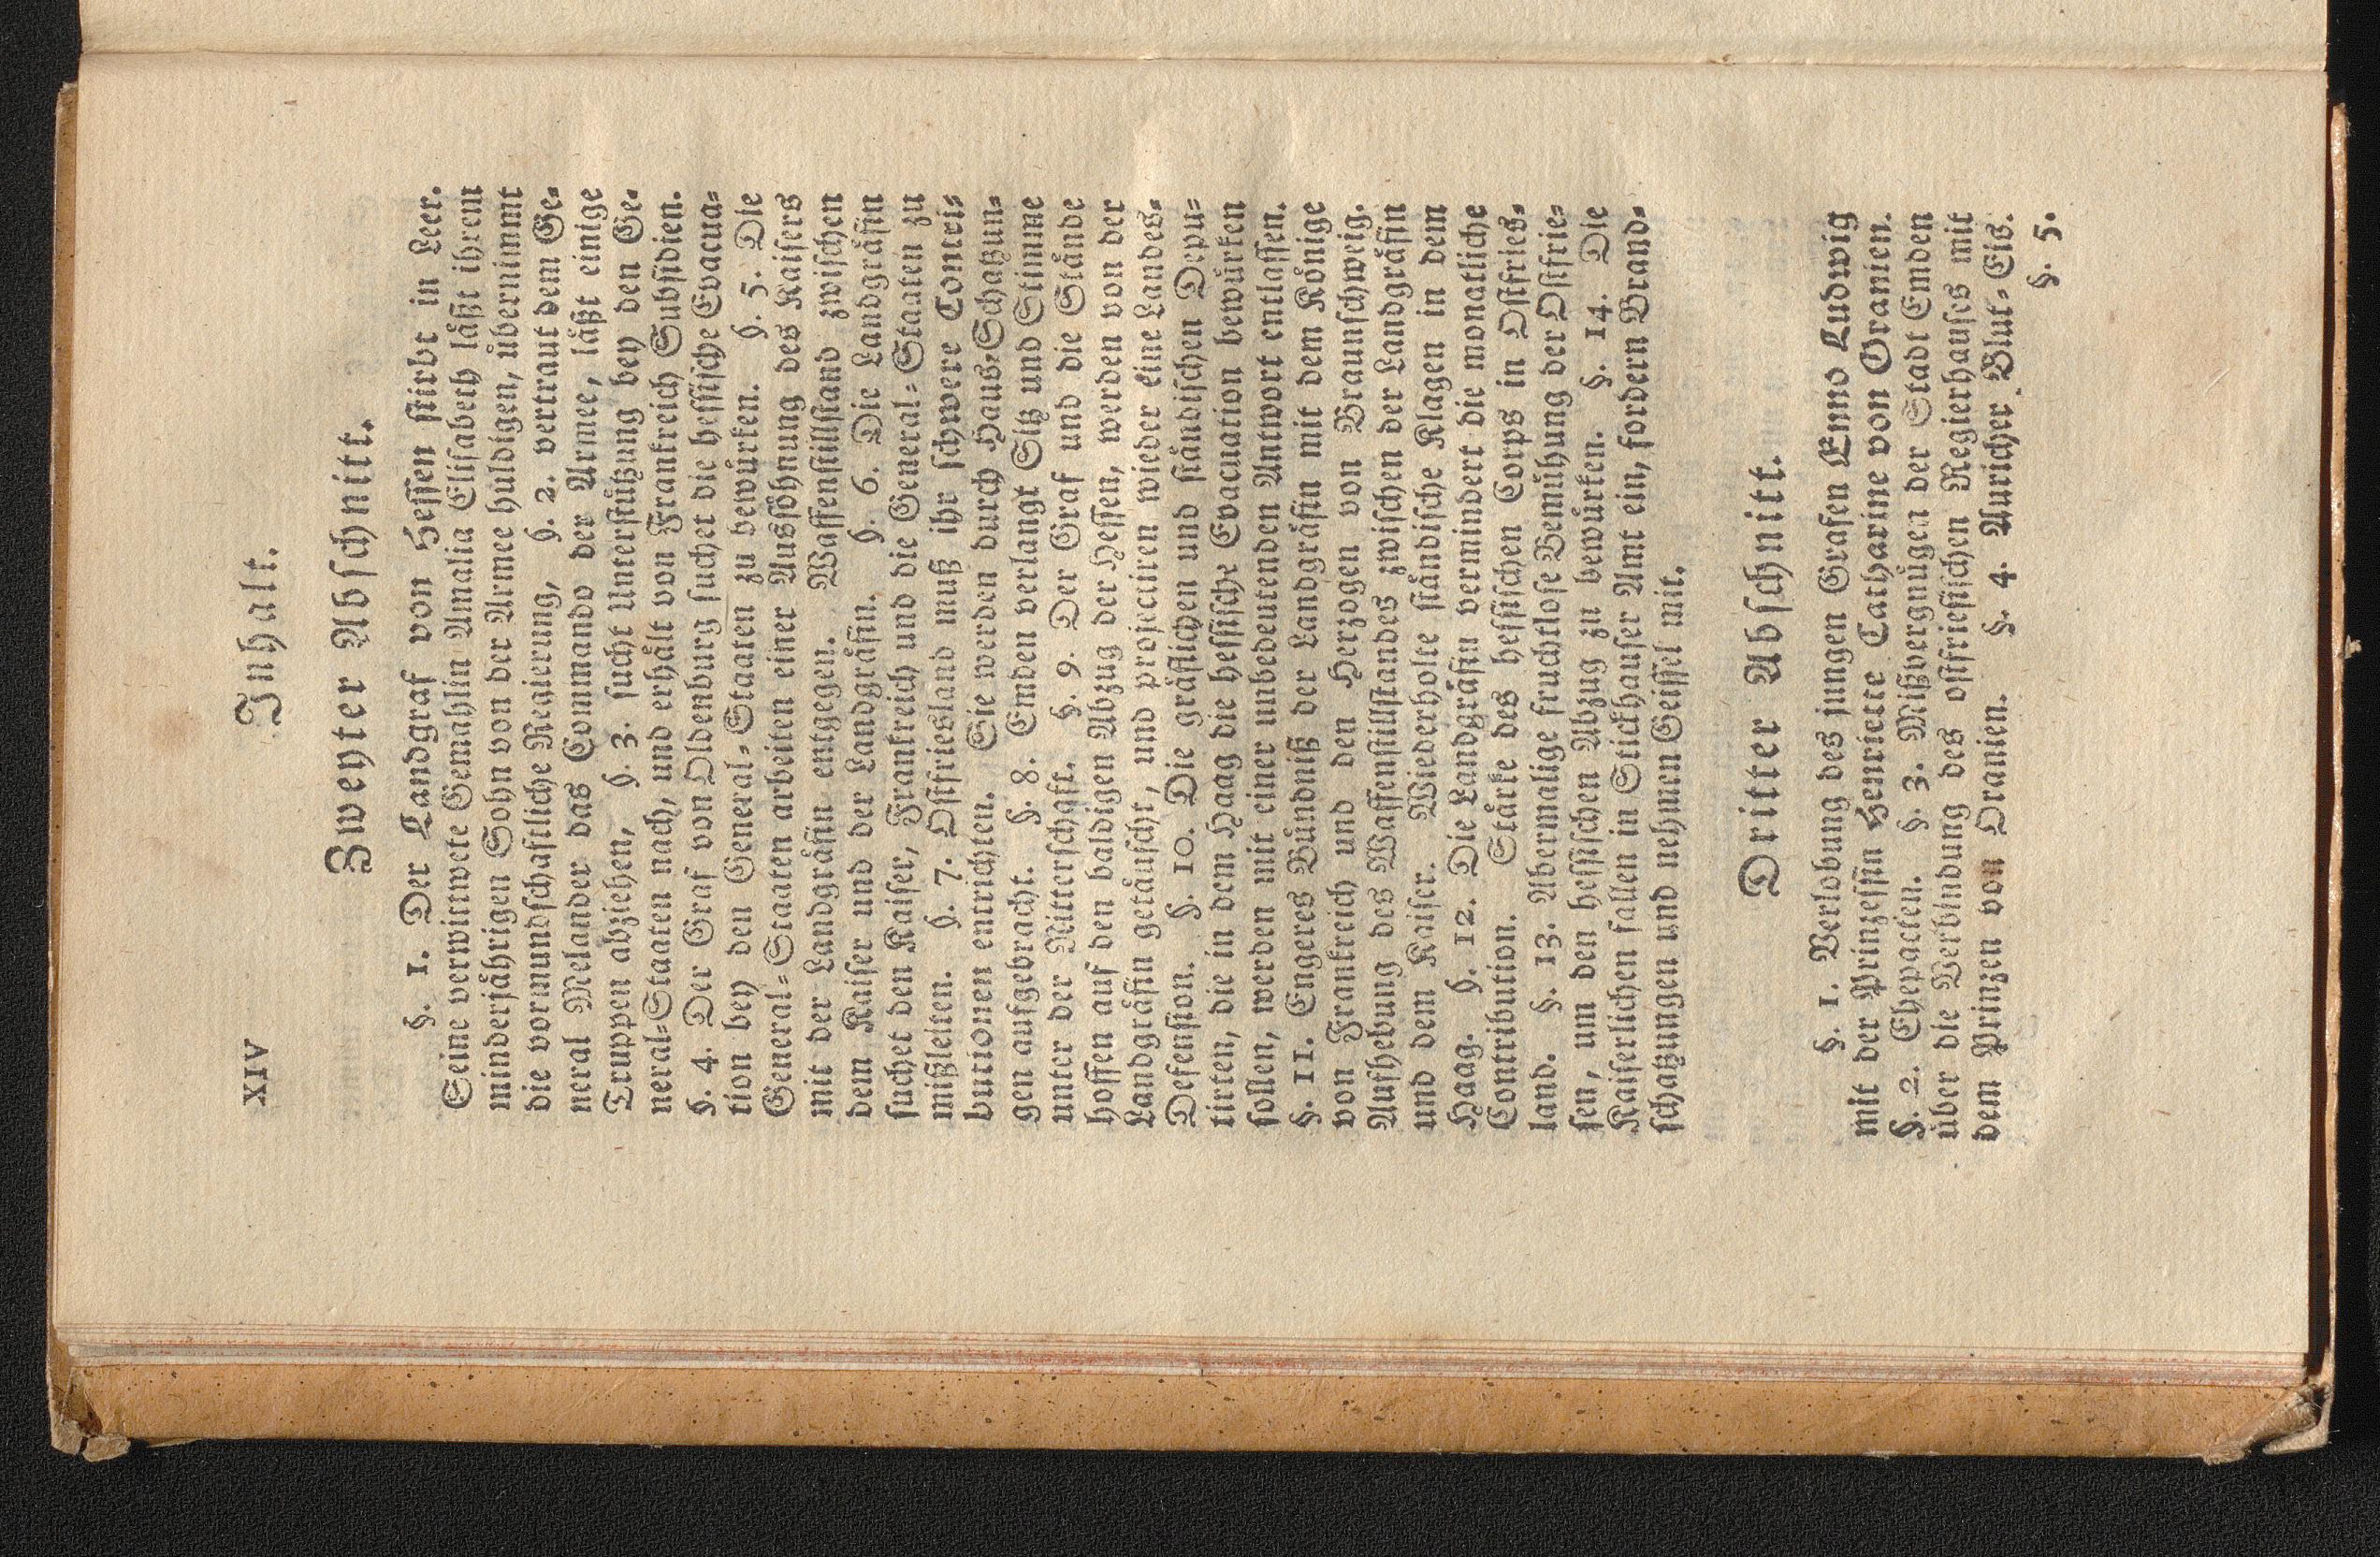 XIV Inhalt.
Zweyter Abschnitt.
§. 1. Der Landgraf von Hessen stirbt in Leer.
Seine verwitwete Gemahlin Amalia Elisabeth läßt ihrem
minderjährigen Sohn von der Armee huldigen, übernimmt
die vormundschaftliche Regierung, §. 2. vertraut dem Ge-
neral Melander das Commando der Armee, läßt einige
Truppen abziehen, §. 3. sucht Unterstützung bey den Ge-
neral-Staaten nach, und erhält von Frankreich Subsidien.
§. 4. Der Graf von Oldenburg suchet die hessische Evacua-
tion bey den General-Staaten zu bewürken. §. 5. Die
General-Staaten arbeiten einer Aussöhnung des Kaisers
mit der Landgräfin entgegen. Waffenstillstand zwischen
dem Kaiser und der Landgräfin. §. 6. Die Landgräfin
suchet den Kaiser, Frankreich und die General-Staaten zu
mißleiten. §. 7. Ostfriesland muß ihr schwere Contri-
butionen entrichten. Sie werden durch Haus-Schatzun-
gen aufgebracht. §. 8. Emden verlangt Sitz und Stimme
unter der Ritterschaft. §. 9. Der Graf und die Stände
hoffen auf den baldigen Abzug der Hessen, werden von der
Landgräfin getäuscht, und projectiren wieder eine Landes-
Defension. §. 10. Die gräflichen und ständischen Depu-
tirten, die in dem Haag die hessische Evacuation bewürken
sollen, werden mit einer unbedeutenden Antwort entlassen.
§. 11. Engeres Bündniß der Landgräfin mit dem Könige
von Frankreich und den Herzogen von Braunschweig.
Aufhebung des Waffenstillstandes zwischen der Landgräfin
und dem Kaiser. Wiederholte ständische Klagen in dem
Haag. §. 12. Die Landgräfin vermindert die monatliche
Contribution. Stärke des hessischen Corps in Ostfries-
land. §. 13. Abermalige fruchtlose Bemühung der Ostfrie-
sen, um den hessischen Abzug zu bewürken. §. 14. Die
Kaiserlichen fallen in Stickhauser Amt ein, fordern Brand-
schatzungen und nehmen Geissel mit.
Dritter Abschnitt.
§. 1. Verlobung des jungen Grafen Enno Ludwig
mit der Prinzessin Henriette Catharine von Oranien.
§. 2. Ehepacten. §. 3. Mißvergnügen der Stadt Emden
über die Verbindung des ostfriesischen Regierhauses mit
dem Prinzen von Oranien. §. 4. Auricher Blut-Eis.
§. 5.